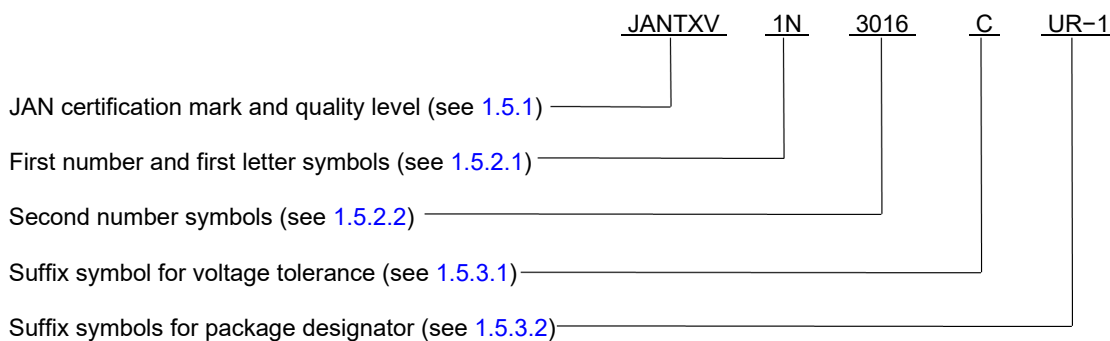 JANTXV 1N 3016 C UR−1
JAN certification mark and quality level (see 1.5.1)
First number and first letter symbols (see 1.5.2.1)
Second number symbols (see 1.5.2.2)
Suffix symbol for voltage tolerance (see 1.5.3.1)
Suffix symbols for package designator (see 1.5.3.2)